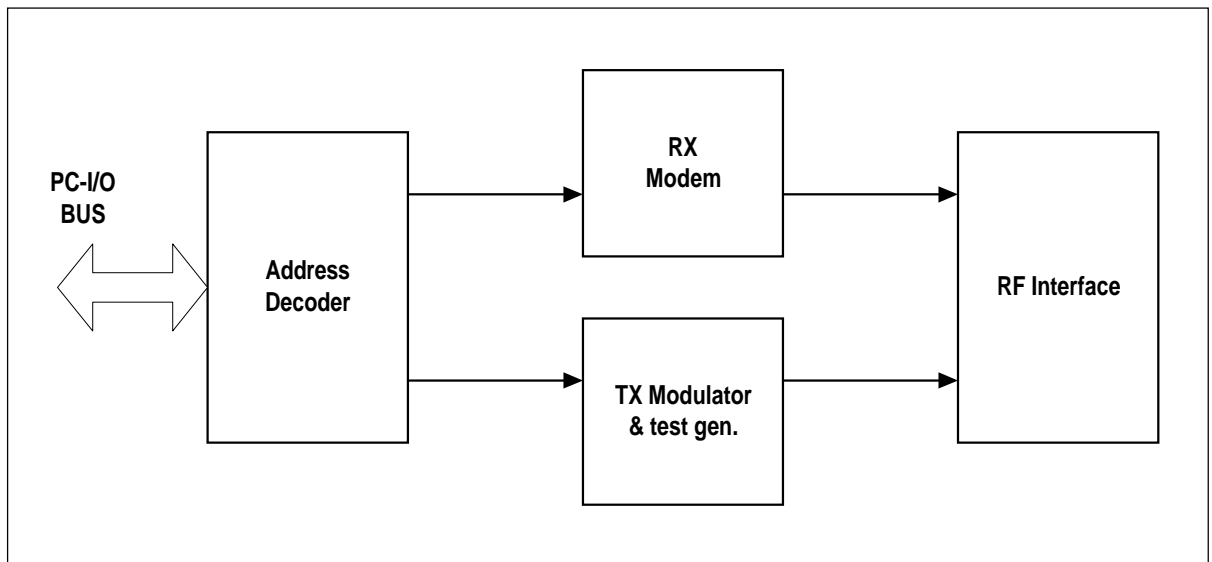 PC-I/O
BUS
Address
Decoder
RX
Modem
TX Modulator
& test gen.
RF Interface